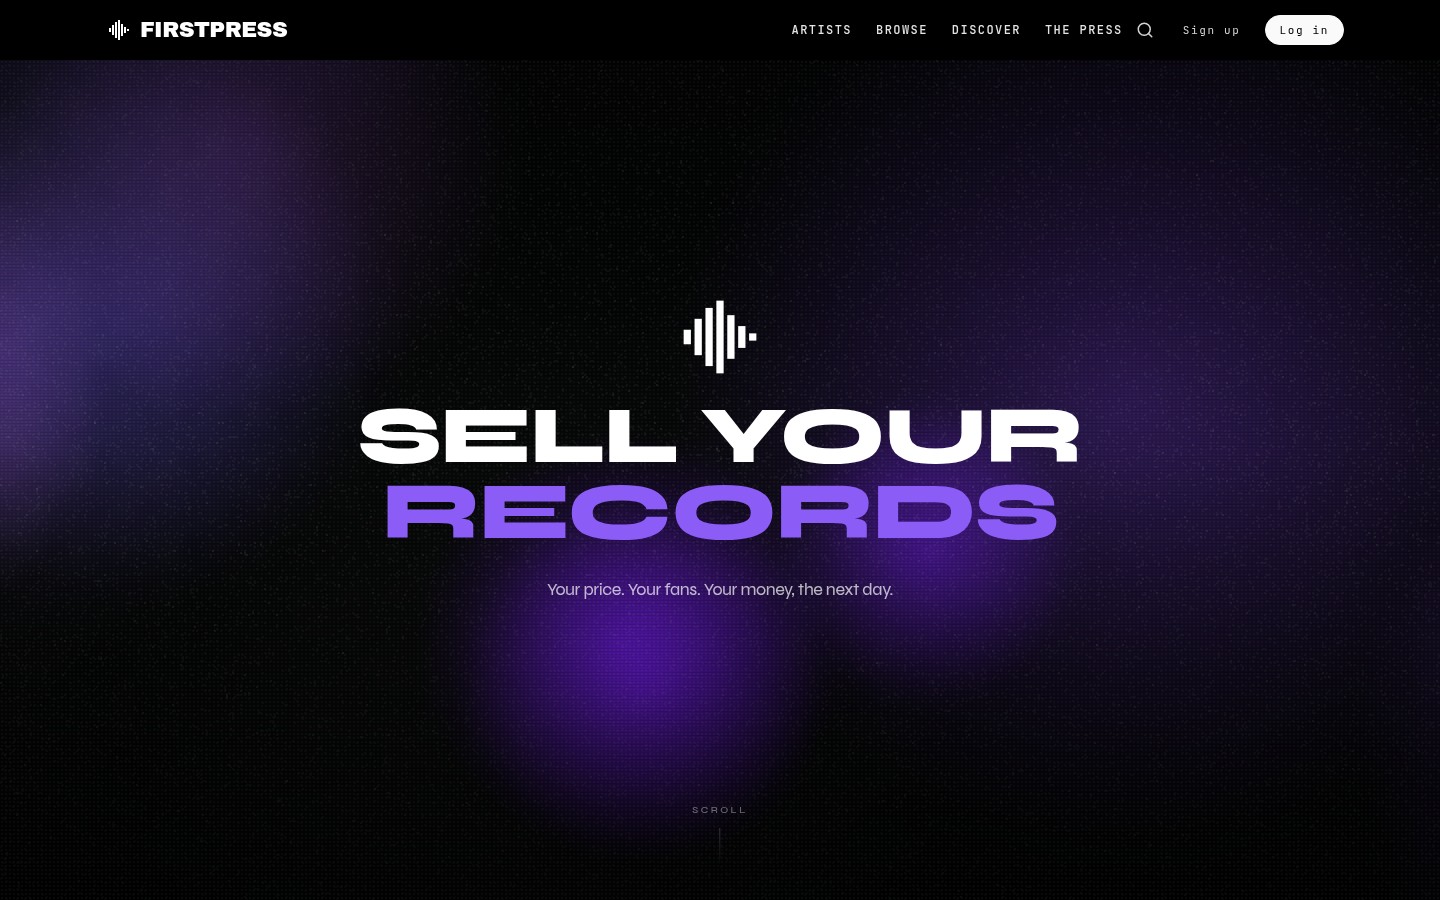 FIRSTPRESS
ARTISTS BROWSE DISCOVER THE PRESS Sign up Log in
SELL YOUR
RECORDS
Your price. Your fans. Your money, the next day.
SCROLL